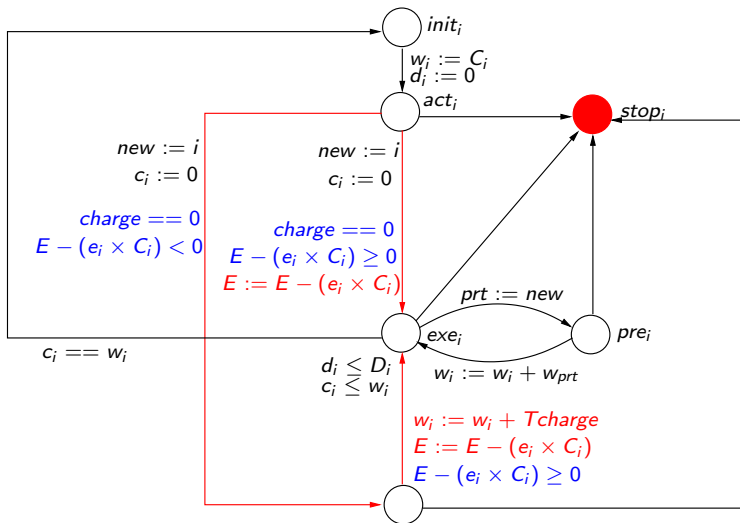 init_i
w_i := C_i
d_i := 0
act_i
stop_i
new := i
c_i := 0
new := i
c_i := 0
charge == 0
E − (e_i × C_i) < 0
charge == 0
E − (e_i × C_i) ≥ 0
E := E − (e_i × C_i)
prt := new
exe_i
pre_i
c_i == w_i
d_i ≤ D_i
c_i ≤ w_i
w_i := w_i + w_prt
w_i := w_i + Tcharge
E := E − (e_i × C_i)
E − (e_i × C_i) ≥ 0